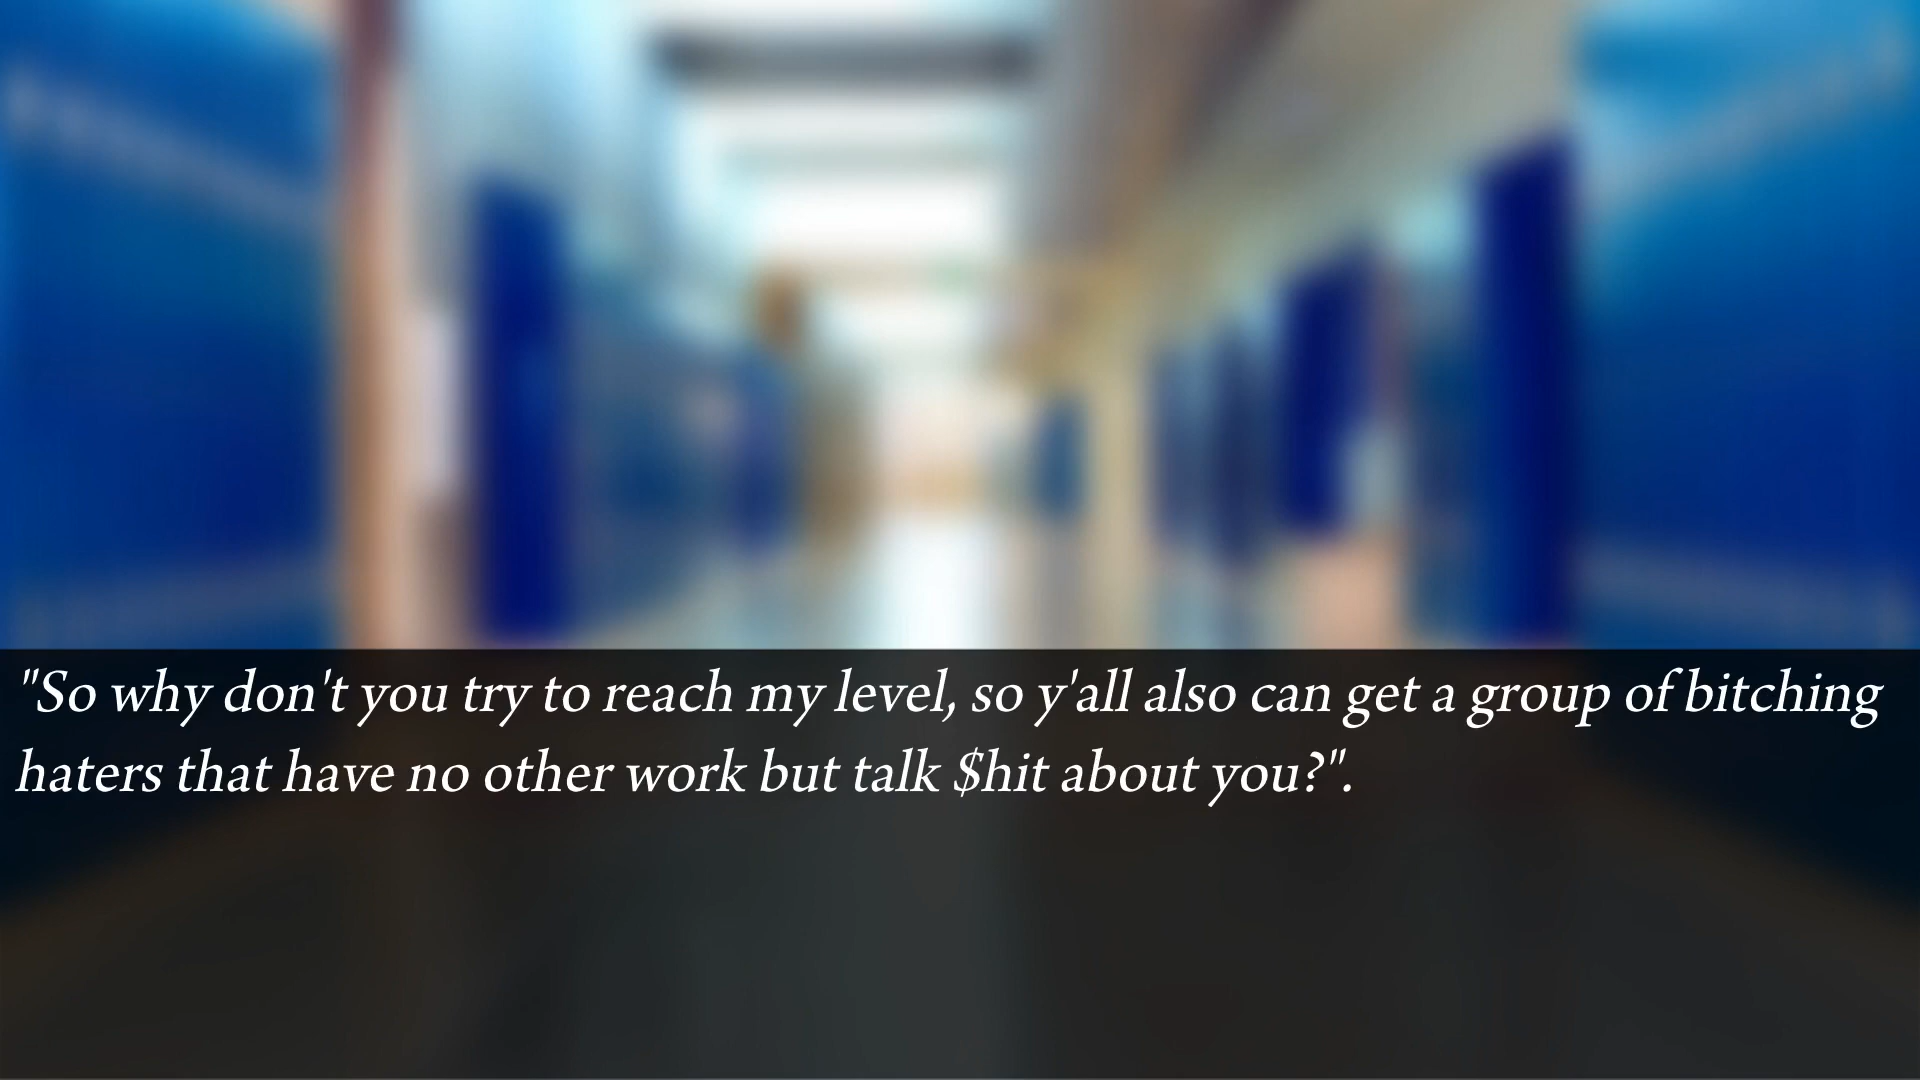 "So why don't you try to reach my level, so y'all also can get a group of bitching
haters that have no other work but talk $hit about you?".